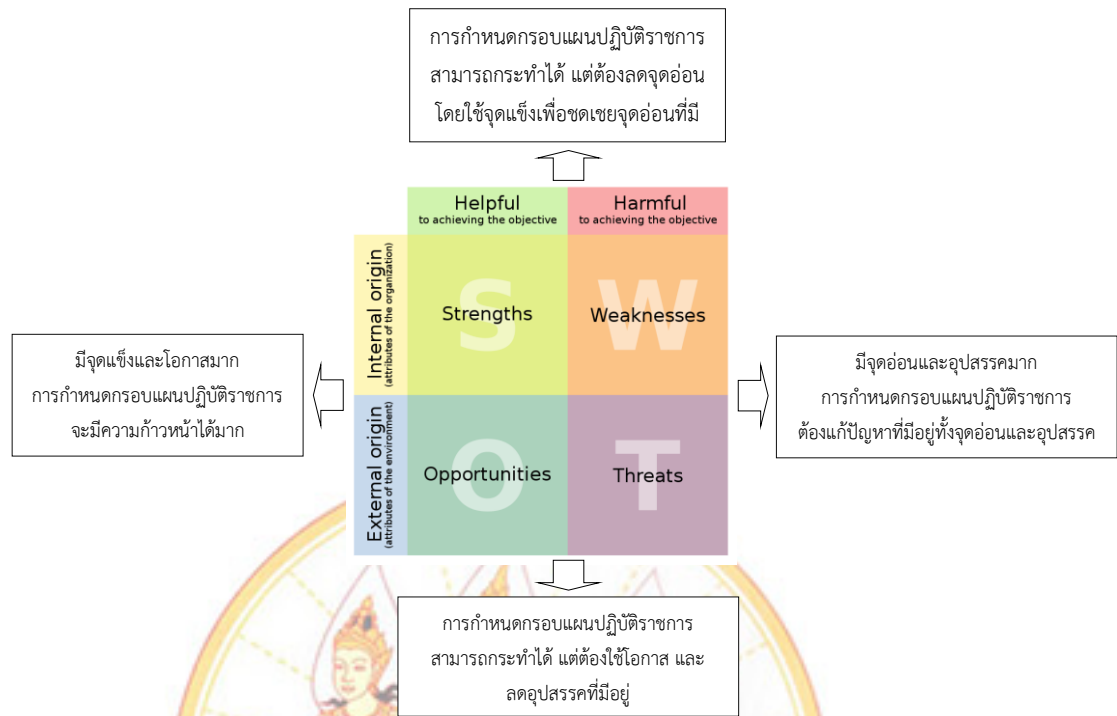 การกำหนดกรอบแผนปฏิบัติราชการ
สามารถกระทำได้ แต่ต้องลดจุดอ่อน
โดยใช้จุดแข็งเพื่อชดเชยจุดอ่อนที่มี
Helpful
to achieving the objective
Harmful
to achieving the objective
Internal origin
(attributes of the organization)
S
Strengths
W
Weaknesses
มีจุดแข็งและโอกาสมาก
การกำหนดกรอบแผนปฏิบัติราชการ
จะมีความก้าวหน้าได้มาก
มีจุดอ่อนและอุปสรรคมาก
การกำหนดกรอบแผนปฏิบัติราชการ
ต้องแก้ปัญหาที่มีอยู่ทั้งจุดอ่อนและอุปสรรค
External origin
(attributes of the environment)
O
Opportunities
T
Threats
การกำหนดกรอบแผนปฏิบัติราชการ
สามารถกระทำได้ แต่ต้องใช้โอกาส และ
ลดอุปสรรคที่มีอยู่